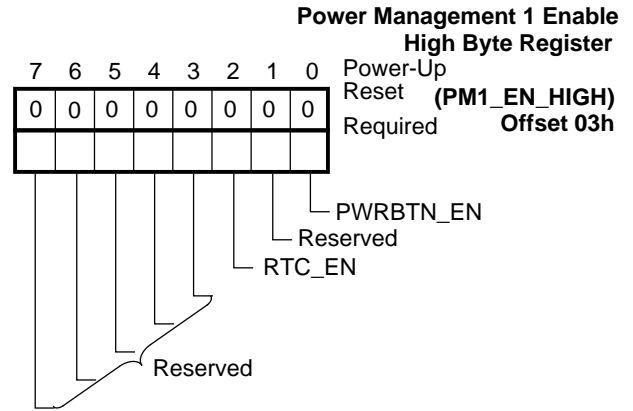 Power Management 1 Enable
High Byte Register
(PM1_EN_HIGH)
Offset 03h
7 6 5 4 3 2 1 0
Power-Up
Reset
0 0 0 0 0 0 0 0
Required
PWRBTN_EN
Reserved
RTC_EN
Reserved